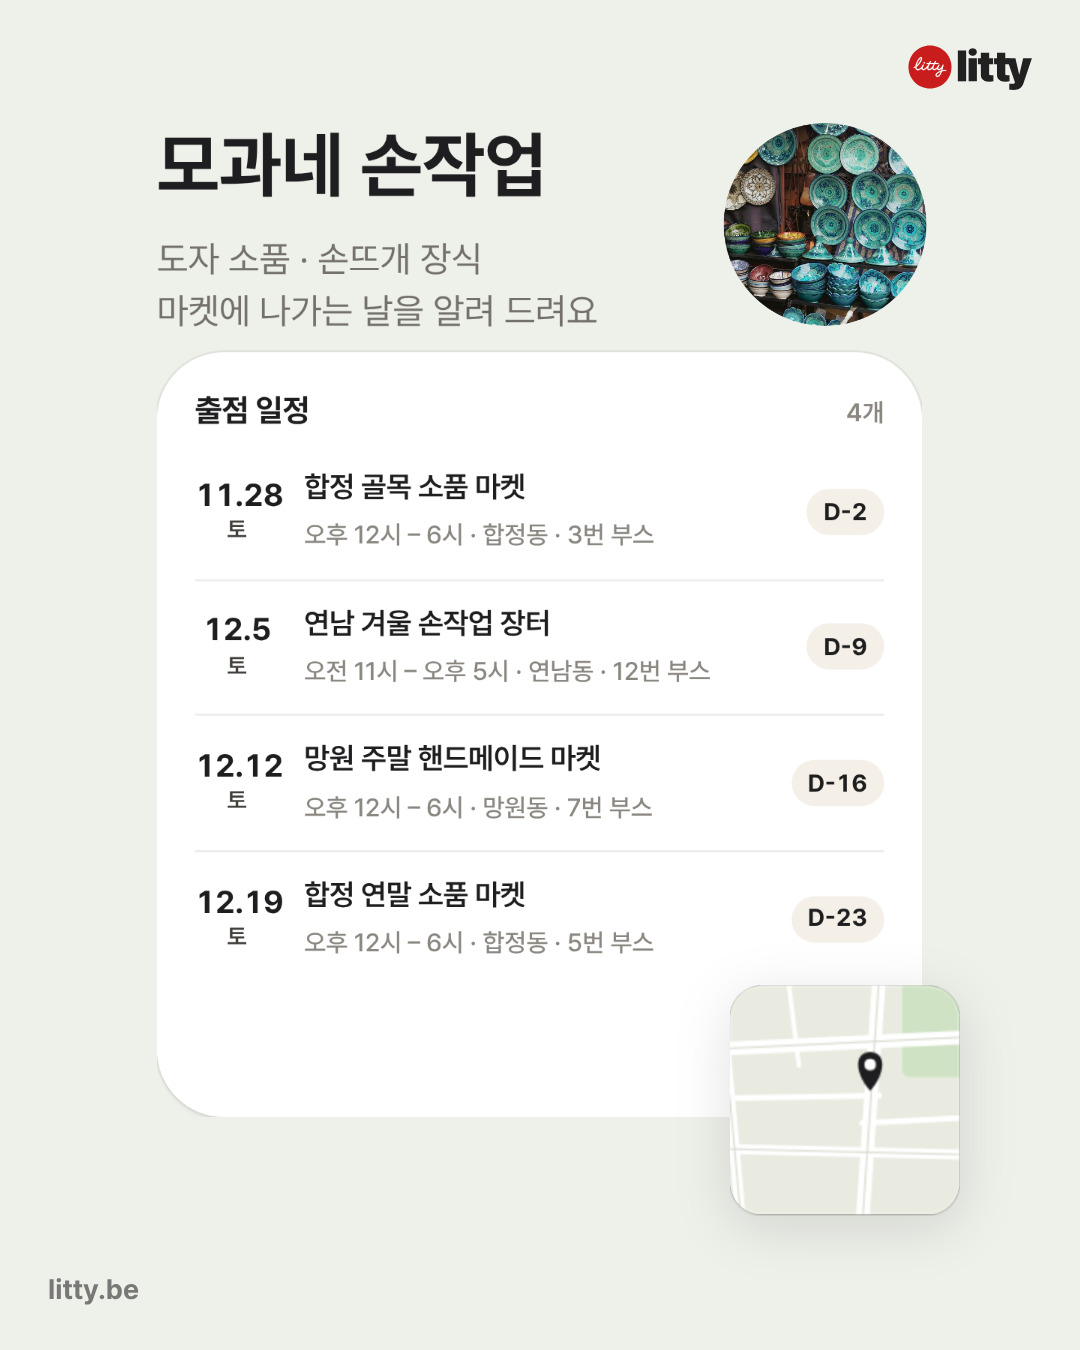 litty litty
모과네 손작업
도자 소품 · 손뜨개 장식
마켓에 나가는 날을 알려 드려요
출점 일정 4개
11.28 합정 골목 소품 마켓
토 오후 12시 – 6시 · 합정동 · 3번 부스
D-2
12.5 연남 겨울 손작업 장터
토 오전 11시 – 오후 5시 · 연남동 · 12번 부스
D-9
12.12 망원 주말 핸드메이드 마켓
토 오후 12시 – 6시 · 망원동 · 7번 부스
D-16
12.19 합정 연말 소품 마켓
토 오후 12시 – 6시 · 합정동 · 5번 부스
D-23
litty.be